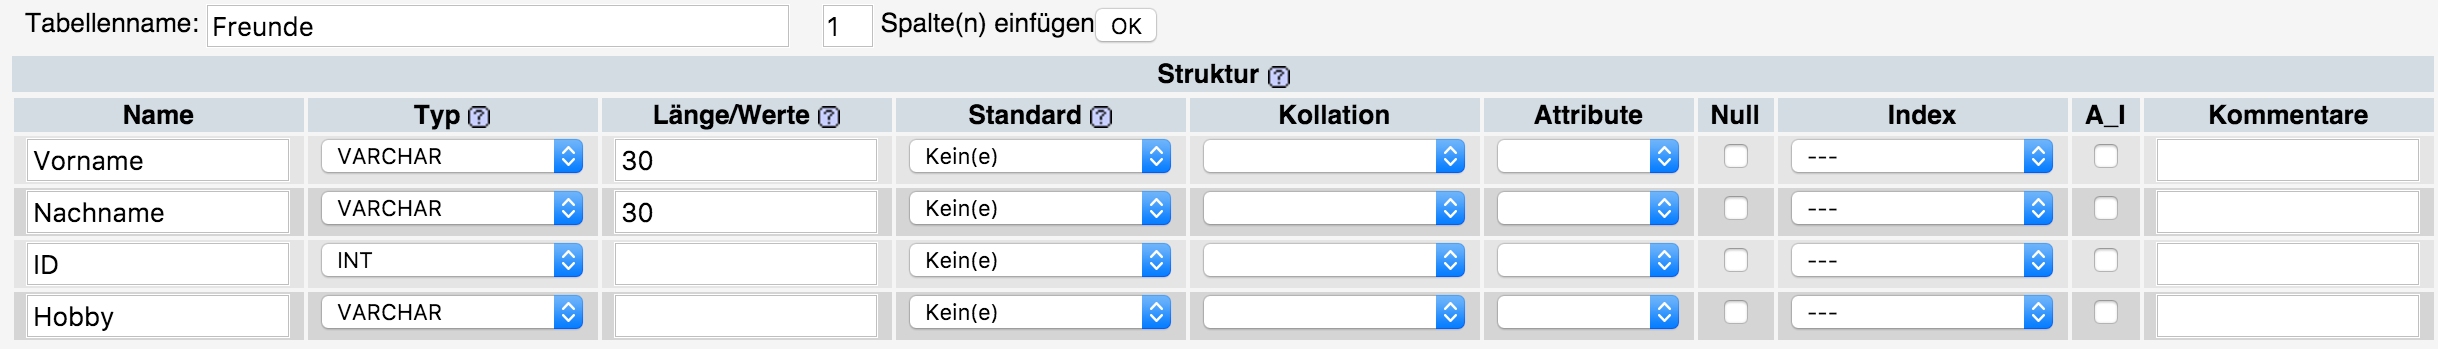 Tabellenname: Freunde 1 Spalte(n) einfügen OK
Struktur ?
Name Typ ? Länge/Werte ? Standard ? Kollation Attribute Null Index A_I Kommentare
Vorname VARCHAR 30 Kein(e) ---
Nachname VARCHAR 30 Kein(e) ---
ID INT Kein(e) ---
Hobby VARCHAR Kein(e) ---